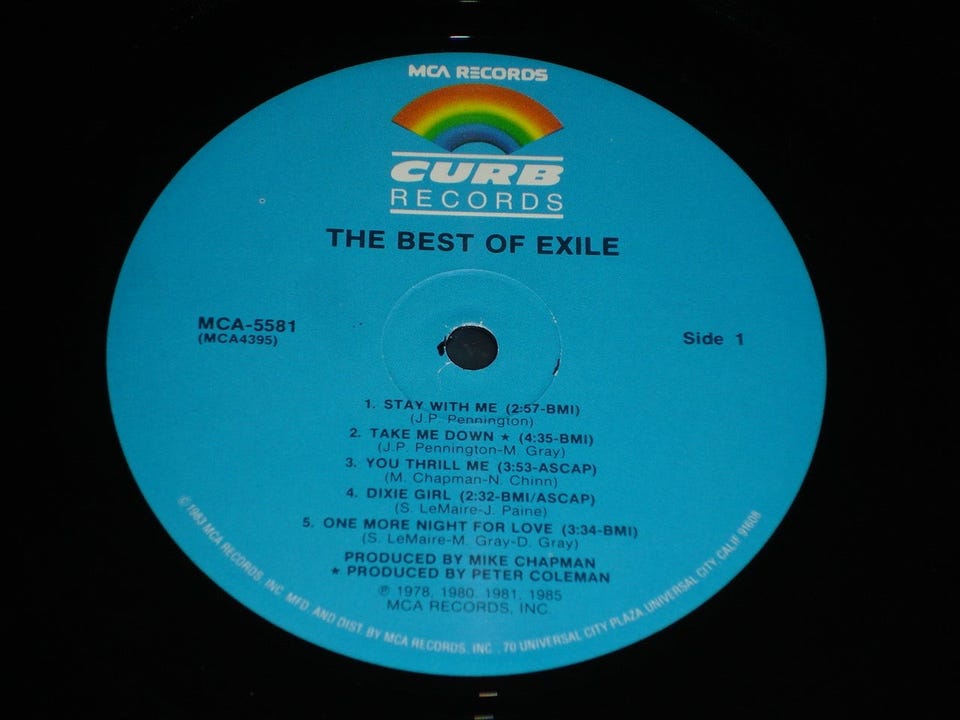 MCA RECORDS
CURB
RECORDS
THE BEST OF EXILE
MCA-5581
(MCA4395)
Side 1
1. STAY WITH ME (2:57-BMI)
(J.P. Pennington)
2. TAKE ME DOWN ★ (4:35-BMI)
(J.P. Pennington-M. Gray)
3. YOU THRILL ME (3:53-ASCAP)
(M. Chapman-N. Chinn)
4. DIXIE GIRL (2:32-BMI/ASCAP)
(S. LeMaire-J. Paine)
5. ONE MORE NIGHT FOR LOVE (3:34-BMI)
(S. LeMaire-M. Gray-D. Gray)
PRODUCED BY MIKE CHAPMAN
★ PRODUCED BY PETER COLEMAN
℗ 1978, 1980, 1981, 1985
MCA RECORDS, INC.
©1983 MCA RECORDS, INC. MFD. AND DIST. BY MCA RECORDS, INC., 70 UNIVERSAL CITY PLAZA, UNIVERSAL CITY, CALIF. 91608